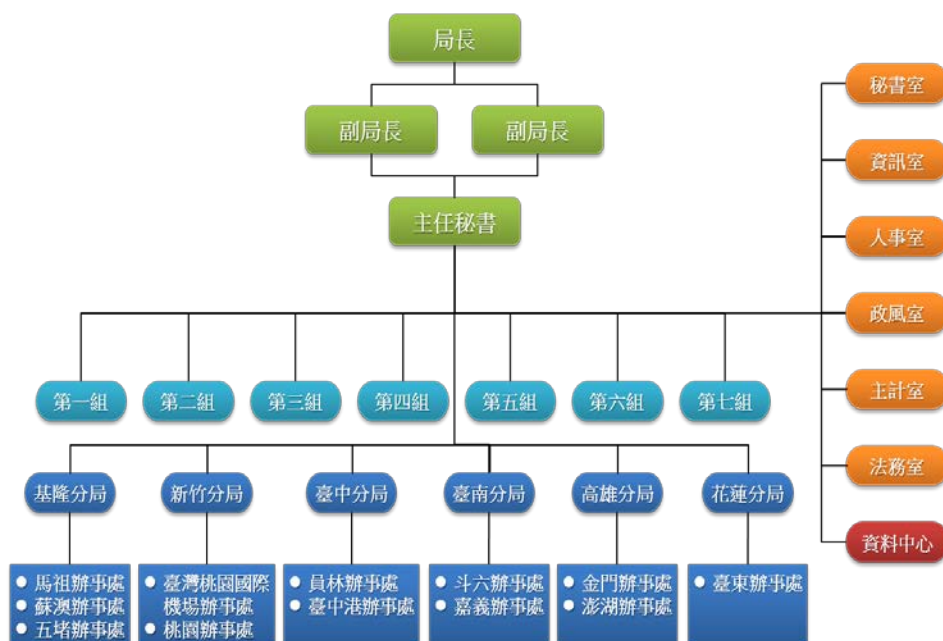 局長
副局長
副局長
主任秘書
秘書室
資訊室
人事室
政風室
主計室
法務室
資料中心
第一組
第二組
第三組
第四組
第五組
第六組
第七組
基隆分局
新竹分局
臺中分局
臺南分局
高雄分局
花蓮分局
馬祖辦事處
蘇澳辦事處
五堵辦事處
臺灣桃園國際
機場辦事處
桃園辦事處
員林辦事處
臺中港辦事處
斗六辦事處
嘉義辦事處
金門辦事處
澎湖辦事處
臺東辦事處